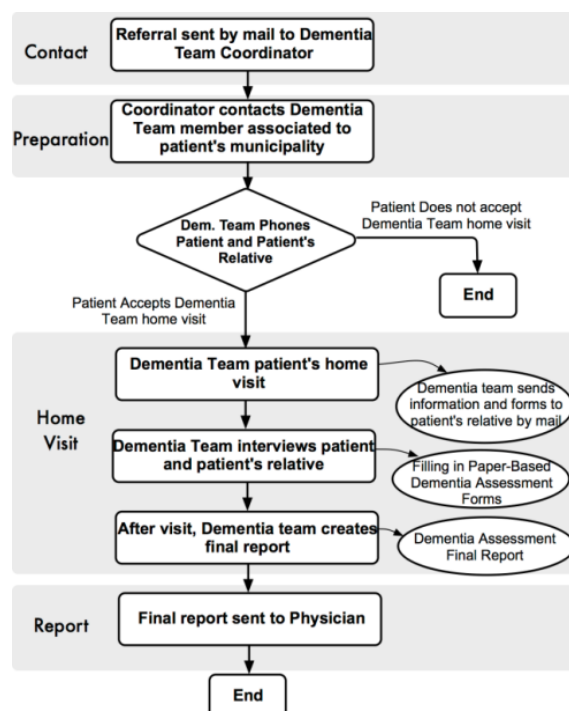 Contact
Referral sent by mail to Dementia
Team Coordinator
Preparation
Coordinator contacts Dementia
Team member associated to
patient's municipality
Dem. Team Phones
Patient and Patient's
Relative
Patient Does not accept
Dementia Team home visit
End
Patient Accepts Dementia
Team home visit
Home
Visit
Dementia Team patient's home
visit
Dementia team sends
information and forms to
patient's relative by mail
Dementia Team interviews patient
and patient's relative
Filling in Paper-Based
Dementia Assessment
Forms
After visit, Dementia team creates
final report
Dementia Assessment
Final Report
Report
Final report sent to Physician
End